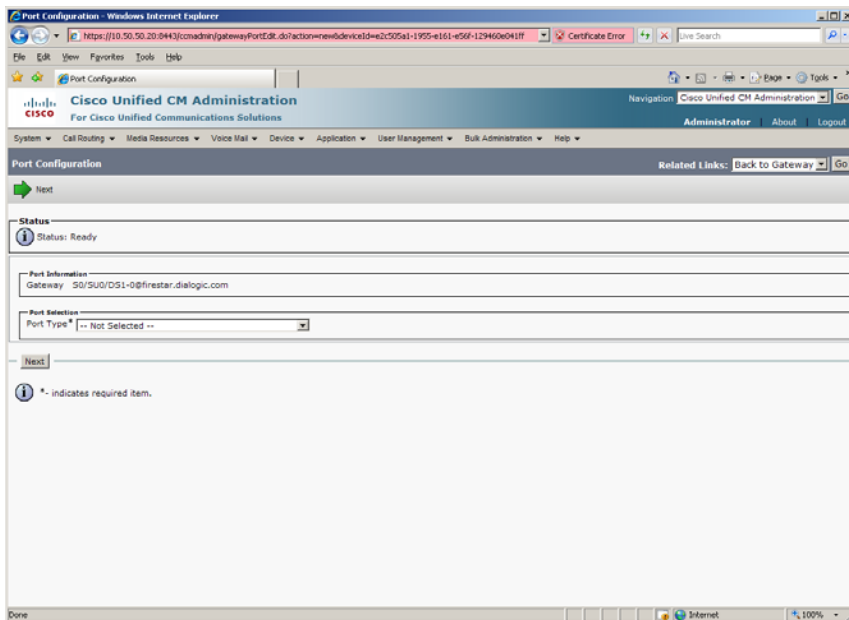 Port Configuration - Windows Internet Explorer
https://10.50.50.20:8443/ccmadmin/gatewayPortEdit.do?action=new&deviceId=e2c505a1-1955-e161-e56f-129460e041ff Certificate Error Live Search
File Edit View Favorites Tools Help
Port Configuration Page Tools
cisco Cisco Unified CM Administration
For Cisco Unified Communications Solutions
Navigation Cisco Unified CM Administration Go
Administrator | About | Logout
System Call Routing Media Resources Voice Mail Device Application User Management Bulk Administration Help
Port Configuration Related Links: Back to Gateway Go
Next
Status
Status: Ready
Port Information
Gateway S0/SU0/DS1-0@firestar.dialogic.com
Port Selection
Port Type* -- Not Selected --
Next
*- indicates required item.
Done Internet 100%